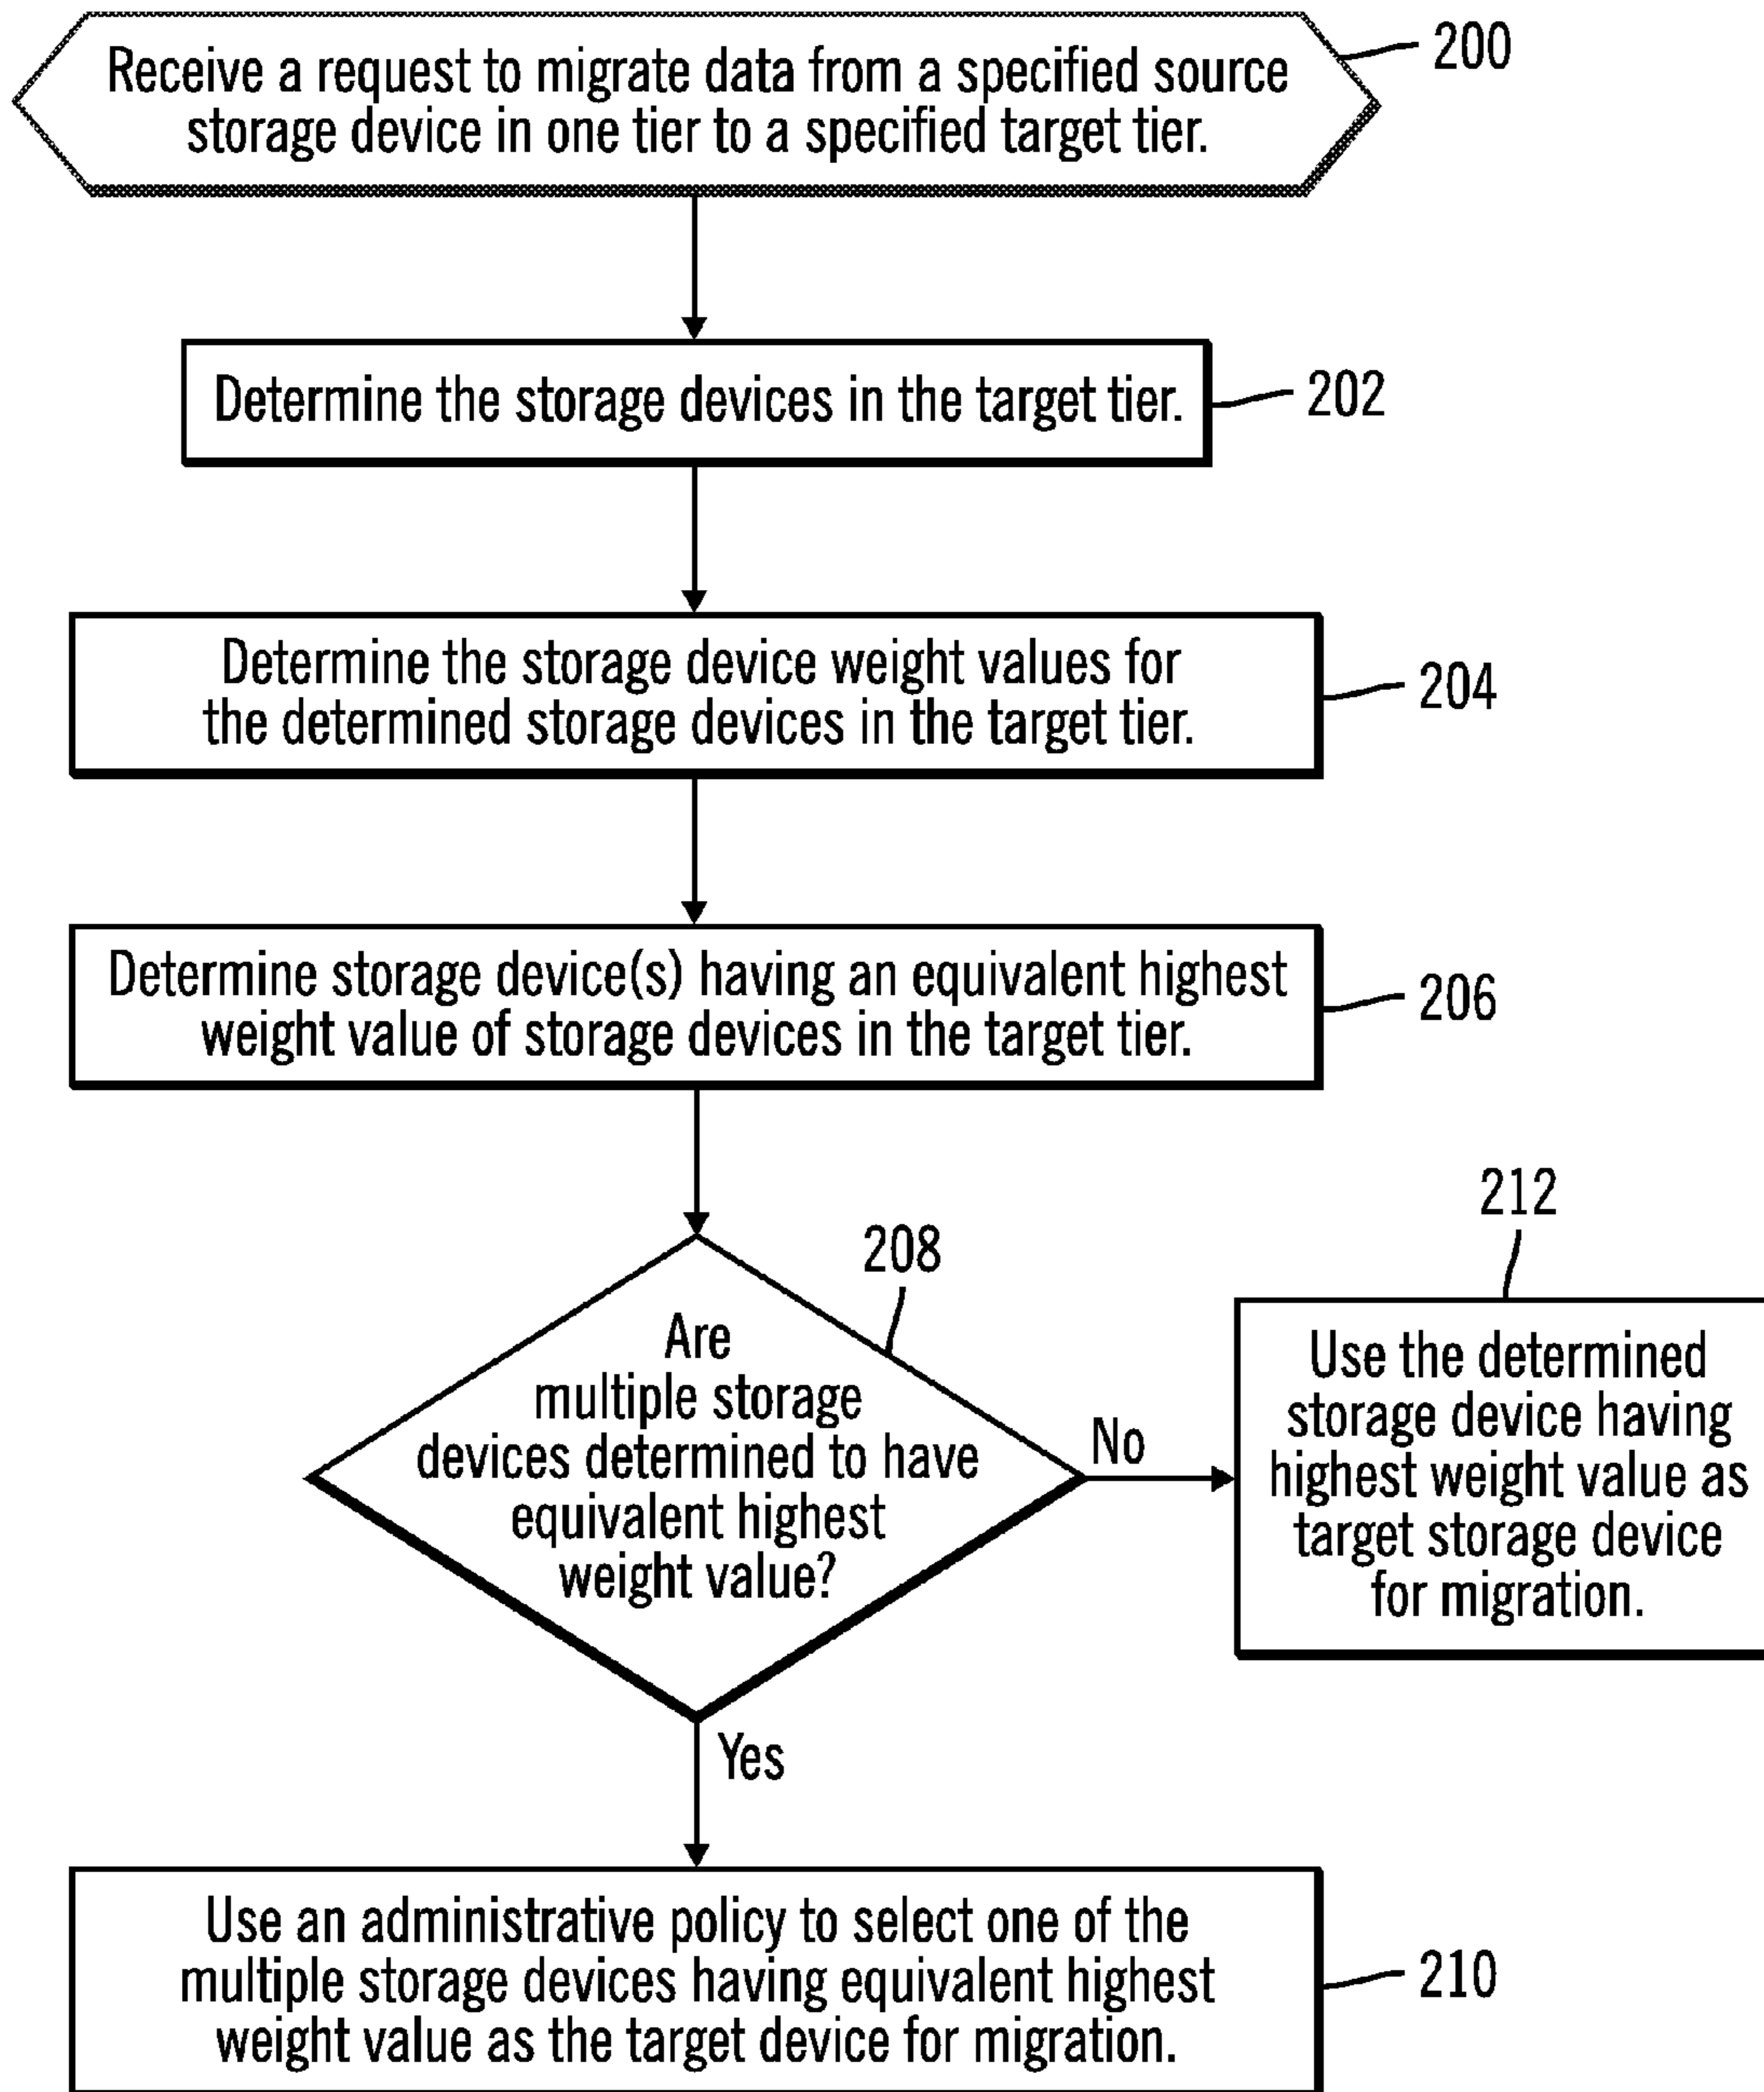 Receive a request to migrate data from a specified source
storage device in one tier to a specified target tier.
200
Determine the storage devices in the target tier.
202
Determine the storage device weight values for
the determined storage devices in the target tier.
204
Determine storage device(s) having an equivalent highest
weight value of storage devices in the target tier.
206
208
Are
multiple storage
devices determined to have
equivalent highest
weight value?
No
212
Use the determined
storage device having
highest weight value as
target storage device
for migration.
Yes
Use an administrative policy to select one of the
multiple storage devices having equivalent highest
weight value as the target device for migration.
210